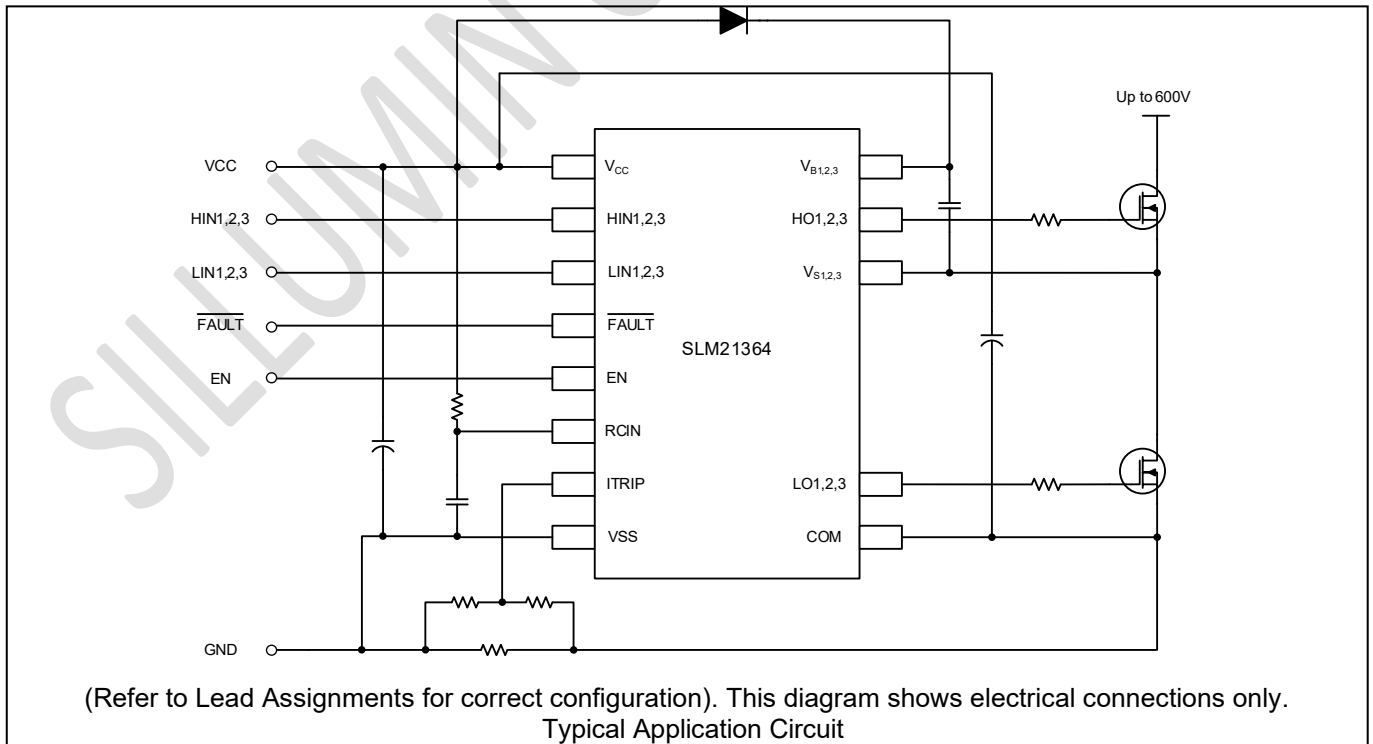 SILLUMIN
Up to 600V
VCC
V_CC
V_B1,2,3
HIN1,2,3
HIN1,2,3
HO1,2,3
LIN1,2,3
LIN1,2,3
V_S1,2,3
FAULT
FAULT
SLM21364
EN
EN
RCIN
ITRIP
LO1,2,3
VSS
COM
GND
(Refer to Lead Assignments for correct configuration). This diagram shows electrical connections only.
Typical Application Circuit